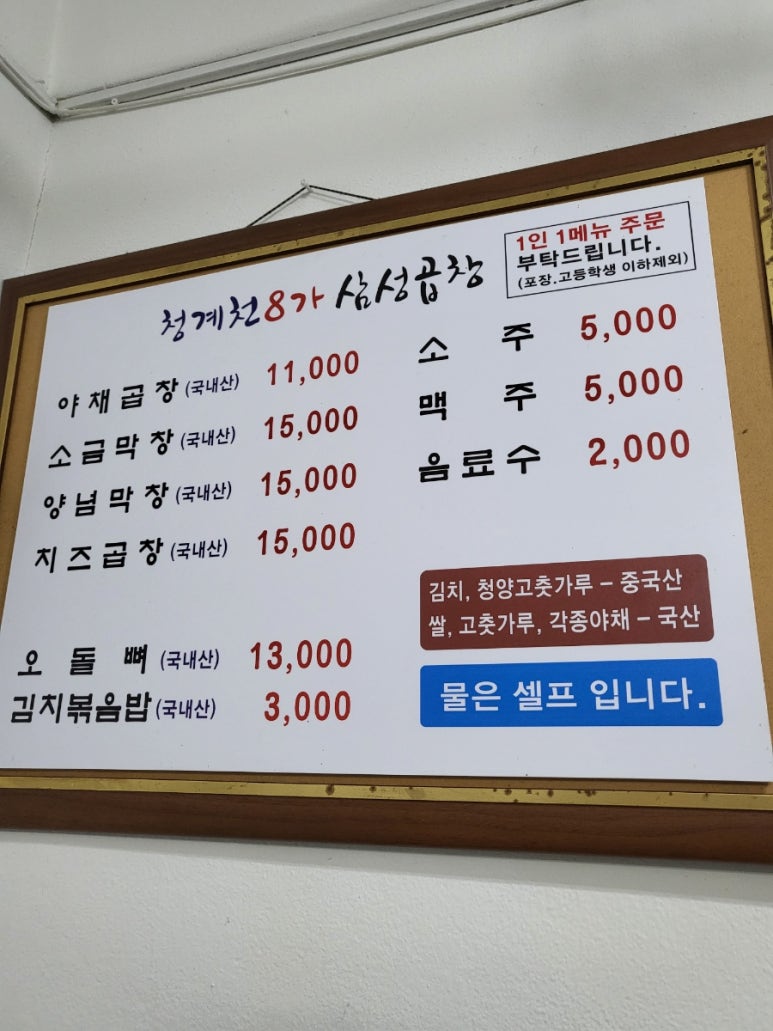 청계천8가 삼성곱창
1인 1메뉴 주문
부탁드립니다.
(포장.고등학생 이하제외)
야채곱창(국내산) 11,000
소금막창(국내산) 15,000
양념막창(국내산) 15,000
치즈곱창(국내산) 15,000
오돌뼈(국내산) 13,000
김치볶음밥(국내산) 3,000
소주 5,000
맥주 5,000
음료수 2,000
김치, 청양고춧가루 - 중국산
쌀, 고춧가루, 각종야채 - 국산
물은 셀프 입니다.